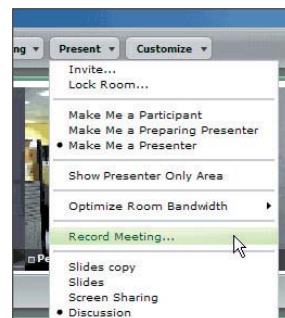 ng Present Customize
Invite...
Lock Room...
Make Me a Participant
Make Me a Preparing Presenter
• Make Me a Presenter
Show Presenter Only Area
Optimize Room Bandwidth
Record Meeting...
Pe
Slides copy
Slides
Screen Sharing
• Discussion